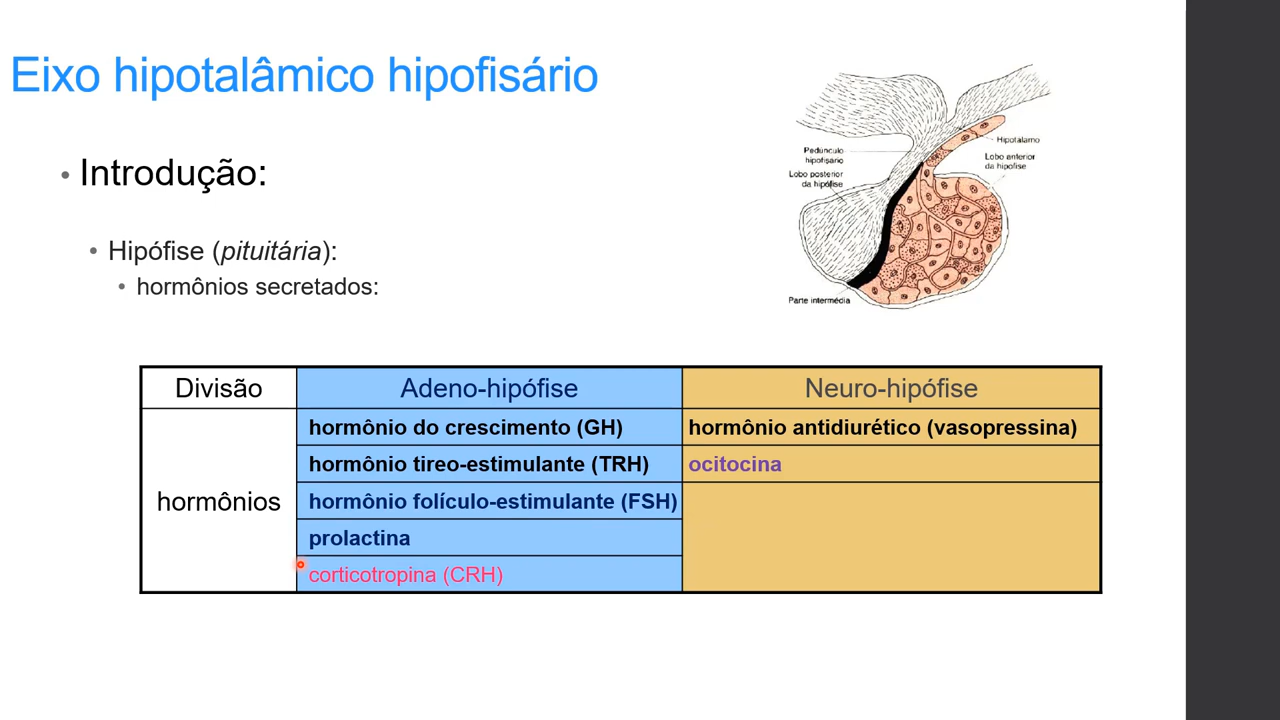 Eixo hipotalâmico hipofisário
• Introdução:
• Hipófise (pituitária):
• hormônios secretados:
Hipotálamo
Pedúnculo
hipofisário
Lobo anterior
da hipófise
Lobo posterior
da hipófise
Parte intermédia
Divisão Adeno-hipófise Neuro-hipófise
hormônios
hormônio do crescimento (GH) hormônio antidiurético (vasopressina)
hormônio tireo-estimulante (TRH) ocitocina
hormônio folículo-estimulante (FSH)
prolactina
corticotropina (CRH)